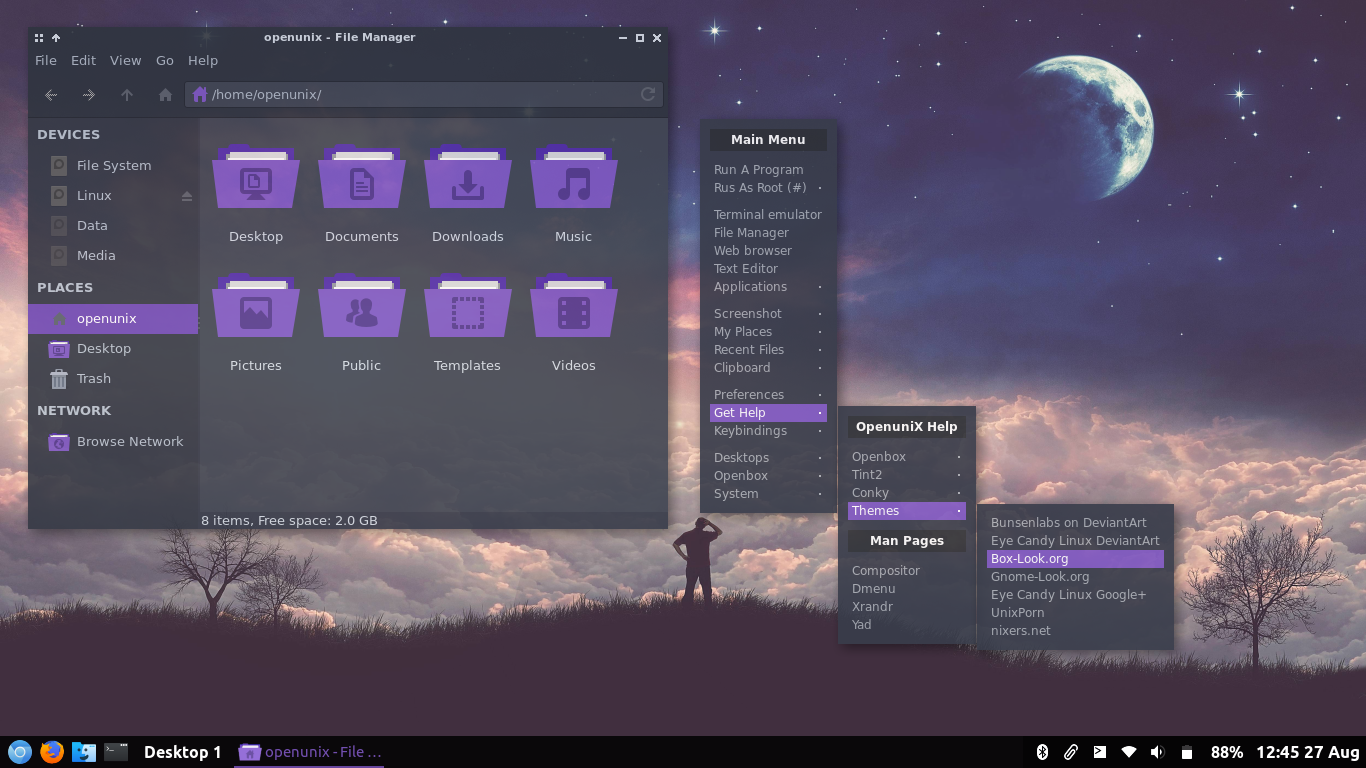 openunix - File Manager
File Edit View Go Help
/home/openunix/
DEVICES
File System
Linux
Data
Media
PLACES
openunix
Desktop
Trash
NETWORK
Browse Network
Desktop Documents Downloads Music
Pictures Public Templates Videos
8 items, Free space: 2.0 GB
Main Menu
Run A Program
Rus As Root (#)
Terminal emulator
File Manager
Web browser
Text Editor
Applications
Screenshot
My Places
Recent Files
Clipboard
Preferences
Get Help
Keybindings
Desktops
Openbox
System
OpenuniX Help
Openbox
Tint2
Conky
Themes
Man Pages
Compositor
Dmenu
Xrandr
Yad
Bunsenlabs on DeviantArt
Eye Candy Linux DeviantArt
Box-Look.org
Gnome-Look.org
Eye Candy Linux Google+
UnixPorn
nixers.net
Desktop 1 openunix - File ... 88% 12:45 27 Aug